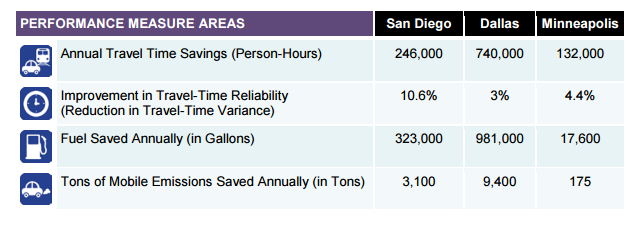 PERFORMANCE MEASURE AREAS San Diego Dallas Minneapolis
Annual Travel Time Savings (Person-Hours) 246,000 740,000 132,000
Improvement in Travel-Time Reliability
(Reduction in Travel-Time Variance) 10.6% 3% 4.4%
Fuel Saved Annually (in Gallons) 323,000 981,000 17,600
Tons of Mobile Emissions Saved Annually (in Tons) 3,100 9,400 175